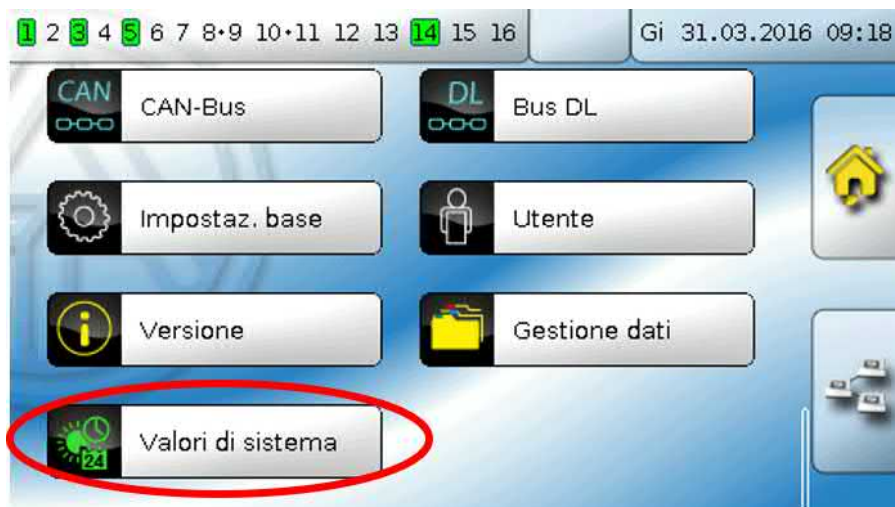 1 2 3 4 5 6 7 8•9 10•11 12 13 14 15 16 Gi 31.03.2016 09:18
CAN CAN-Bus DL Bus DL
Impostaz. base Utente
i Versione Gestione dati
24 Valori di sistema